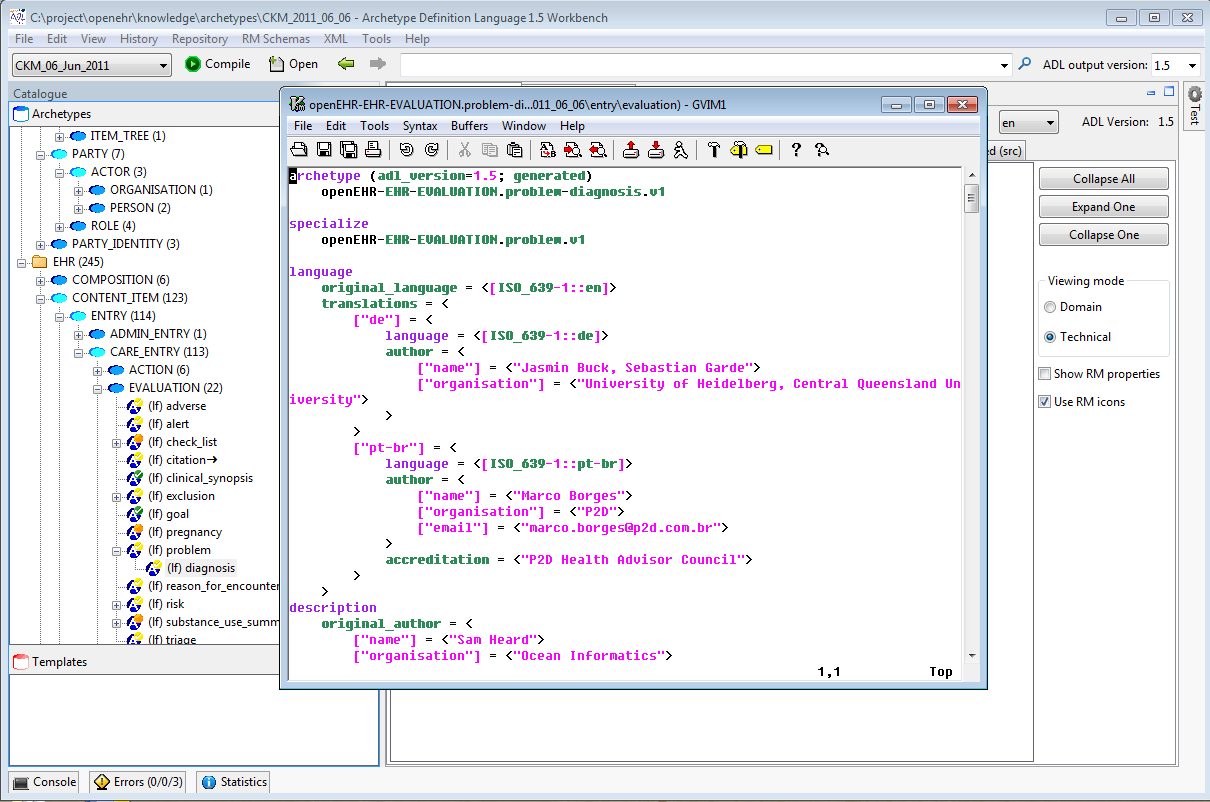 C:\project\openehr\knowledge\archetypes\CKM_2011_06_06 - Archetype Definition Language 1.5 Workbench
File Edit View History Repository RM Schemas XML Tools Help
CKM_06_Jun_2011 Compile Open ADL output version: 1.5
Catalogue
Archetypes
ITEM_TREE (1)
PARTY (7)
ACTOR (3)
ORGANISATION (1)
PERSON (2)
ROLE (4)
PARTY_IDENTITY (3)
EHR (245)
COMPOSITION (6)
CONTENT_ITEM (123)
ENTRY (114)
ADMIN_ENTRY (1)
CARE_ENTRY (113)
ACTION (6)
EVALUATION (22)
(lf) adverse
(lf) alert
(lf) check_list
(lf) citation→
(lf) clinical_synopsis
(lf) exclusion
(lf) goal
(lf) pregnancy
(lf) problem
(lf) diagnosis
(lf) reason_for_encounter
(lf) risk
(lf) substance_use_summ
(lf) triage
Templates
Console Errors (0/0/3) Statistics
openEHR-EHR-EVALUATION.problem-di...011_06_06\entry\evaluation) - GVIM1
File Edit Tools Syntax Buffers Window Help
archetype (adl_version=1.5; generated)
openEHR-EHR-EVALUATION.problem-diagnosis.v1
specialize
openEHR-EHR-EVALUATION.problem.v1
language
original_language = <[ISO_639-1::en]>
translations = <
["de"] = <
language = <[ISO_639-1::de]>
author = <
["name"] = <"Jasmin Buck, Sebastian Garde">
["organisation"] = <"University of Heidelberg, Central Queensland Un
iversity">
>
>
["pt-br"] = <
language = <[ISO_639-1::pt-br]>
author = <
["name"] = <"Marco Borges">
["organisation"] = <"P2D">
["email"] = <"marco.borges@p2d.com.br">
>
accreditation = <"P2D Health Advisor Council">
>
>
description
original_author = <
["name"] = <"Sam Heard">
["organisation"] = <"Ocean Informatics">
1,1 Top
en ADL Version: 1.5
ed (src)
Collapse All
Expand One
Collapse One
Viewing mode
Domain
Technical
Show RM properties
Use RM icons
Test